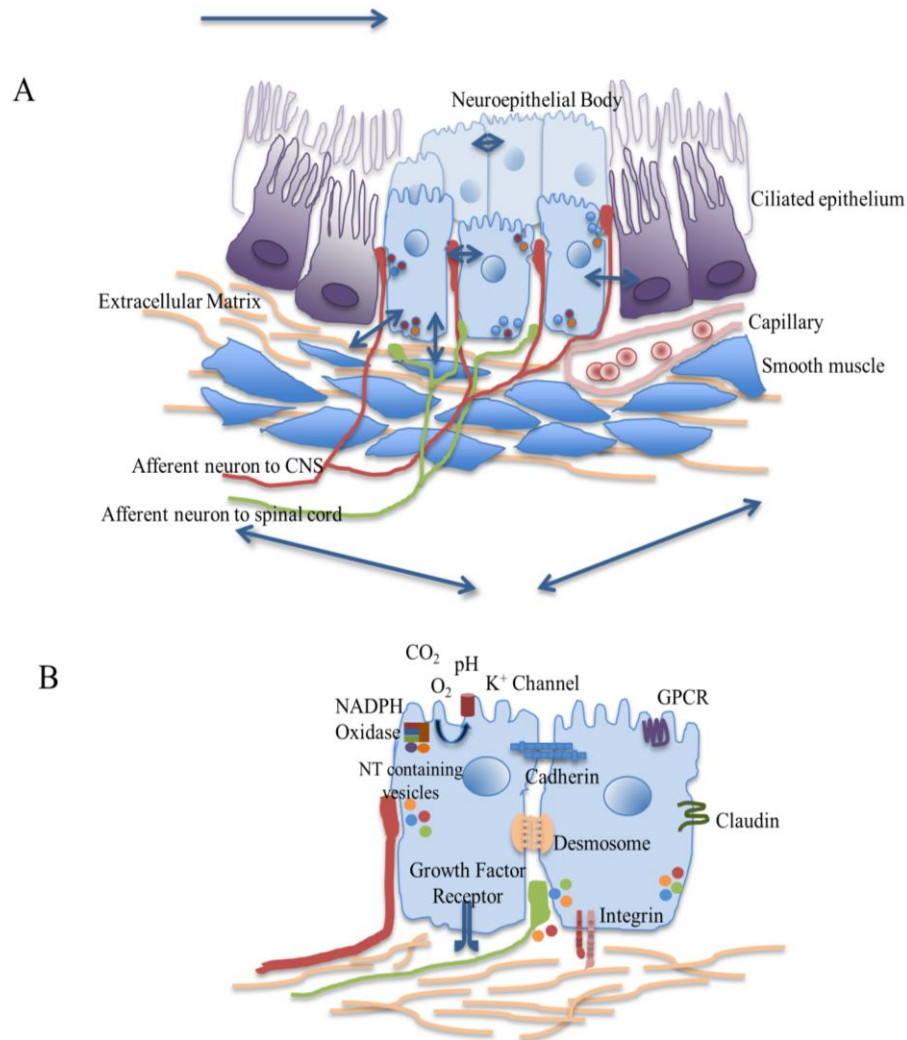 A
Neuroepithelial Body
Ciliated epithelium
Extracellular Matrix
Capillary
Smooth muscle
Afferent neuron to CNS
Afferent neuron to spinal cord
B
CO₂
pH
O₂
K⁺ Channel
GPCR
NADPH
Oxidase
NT containing
vesicles
Cadherin
Claudin
Desmosome
Growth Factor
Receptor
Integrin